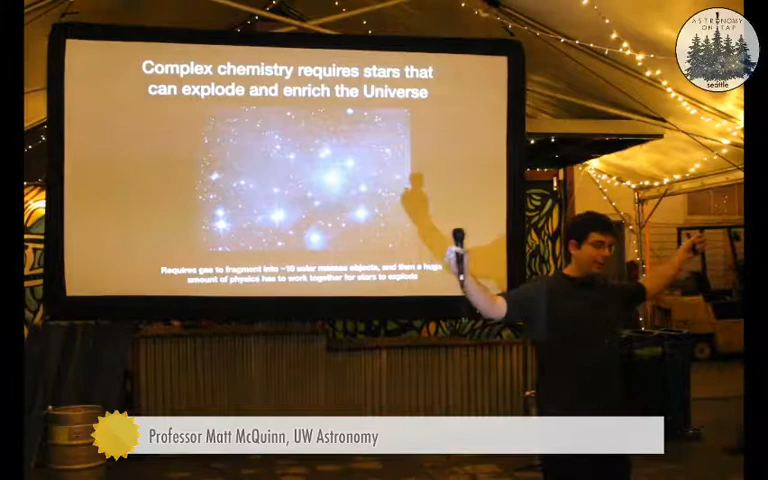 ASTRONOMY
ON TAP
seattle
Complex chemistry requires stars that
can explode and enrich the Universe
Requires gas to fragment into ~10 solar masses objects, and then a huge
amount of physics has to work together for stars to explode
Professor Matt McQuinn, UW Astronomy